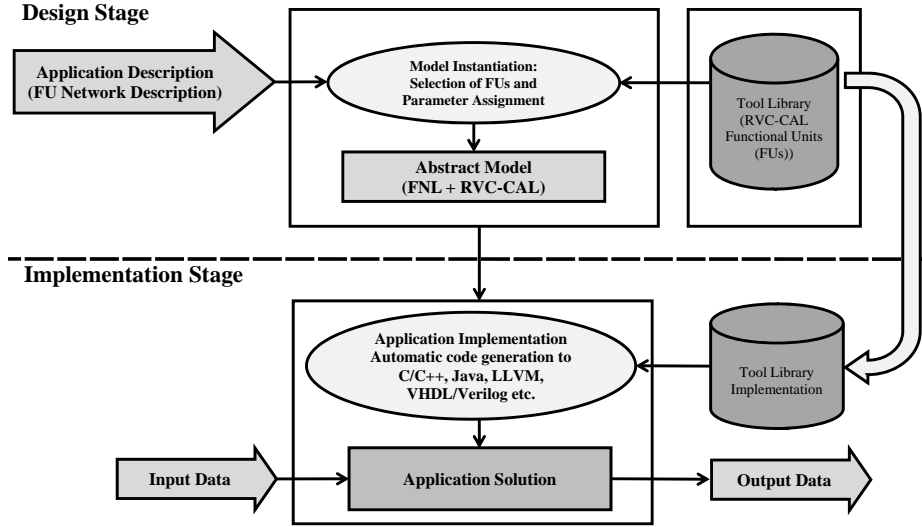 Design Stage
Application Description
(FU Network Description)
Model Instantiation:
Selection of FUs and
Parameter Assignment
Tool Library
(RVC-CAL
Functional Units
(FUs))
Abstract Model
(FNL + RVC-CAL)
Implementation Stage
Application Implementation
Automatic code generation to
C/C++, Java, LLVM,
VHDL/Verilog etc.
Tool Library
Implementation
Input Data
Application Solution
Output Data